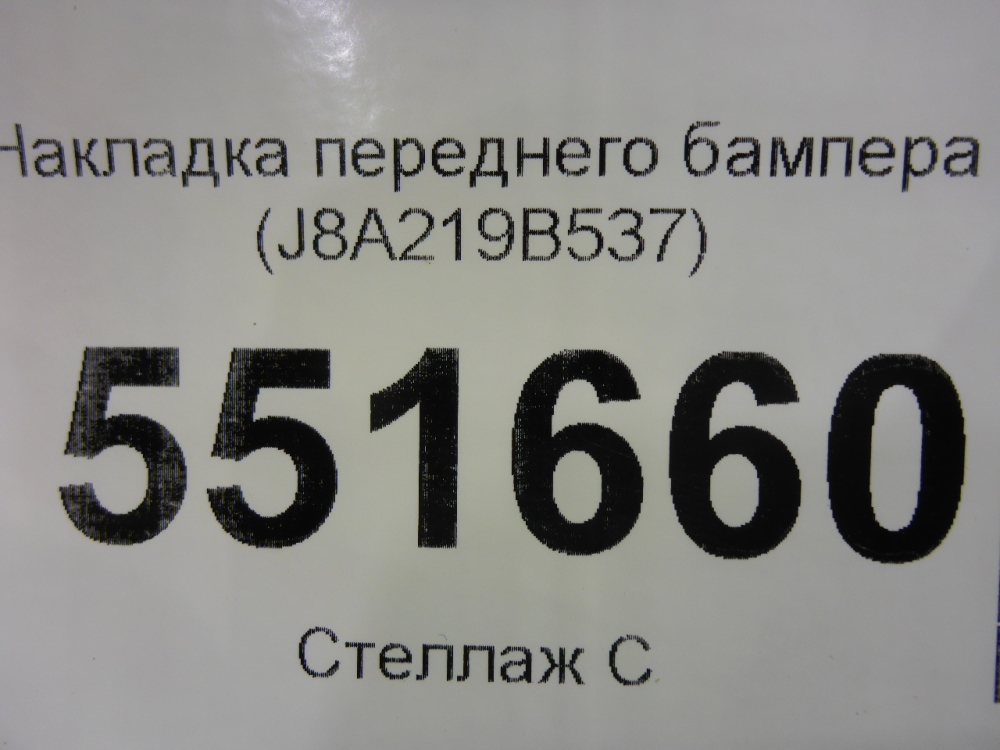 Накладка переднего бампера
(J8A219B537)
551660
Стеллаж С